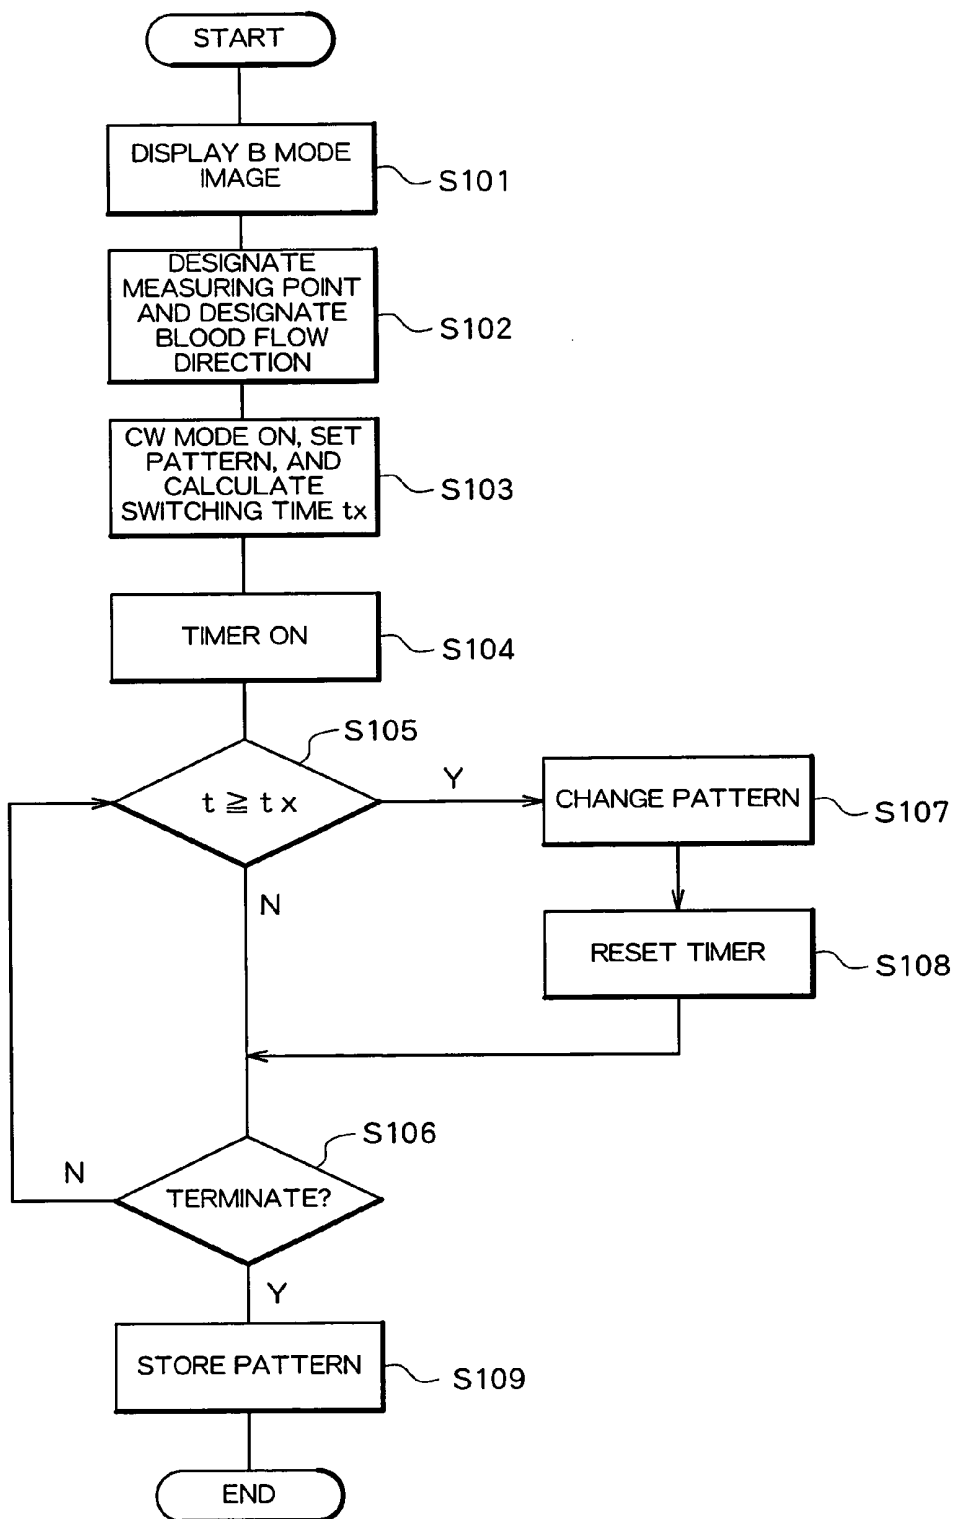 START
DISPLAY B MODE
IMAGE
S101
DESIGNATE
MEASURING POINT
AND DESIGNATE
BLOOD FLOW
DIRECTION
S102
CW MODE ON, SET
PATTERN, AND
CALCULATE
SWITCHING TIME tx
S103
TIMER ON
S104
S105
t ≧ tx
Y
CHANGE PATTERN
S107
N
RESET TIMER
S108
S106
N
TERMINATE?
Y
STORE PATTERN
S109
END